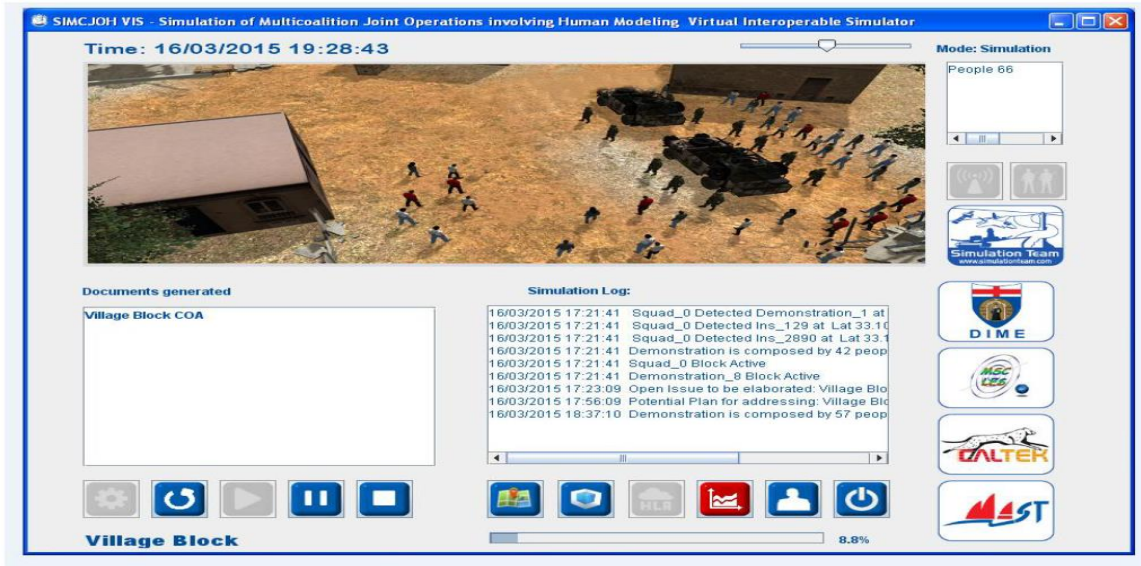 SIMCJOH VIS - Simulation of Multicoalition Joint Operations involving Human Modeling Virtual Interoperable Simulator
Time: 16/03/2015 19:28:43
Mode: Simulation
People 66
Simulation Team
www.simulationteam.com
Documents generated
Village Block COA
Simulation Log:
16/03/2015 17:21:41 Squad_0 Detected Demonstration_1 at
16/03/2015 17:21:41 Squad_0 Detected Ins_129 at Lat 33.10
16/03/2015 17:21:41 Squad_0 Detected Ins_2890 at Lat 33.1
16/03/2015 17:21:41 Demonstration is composed by 42 peop
16/03/2015 17:21:41 Squad_0 Block Active
16/03/2015 17:21:41 Demonstration_8 Block Active
16/03/2015 17:23:09 Open Issue to be elaborated: Village Blo
16/03/2015 17:56:09 Potential Plan for addressing: Village Blo
16/03/2015 18:37:10 Demonstration is composed by 57 peop
DIME
MSC
LES
CALTEK
MAST
HLA
Village Block
8.8%